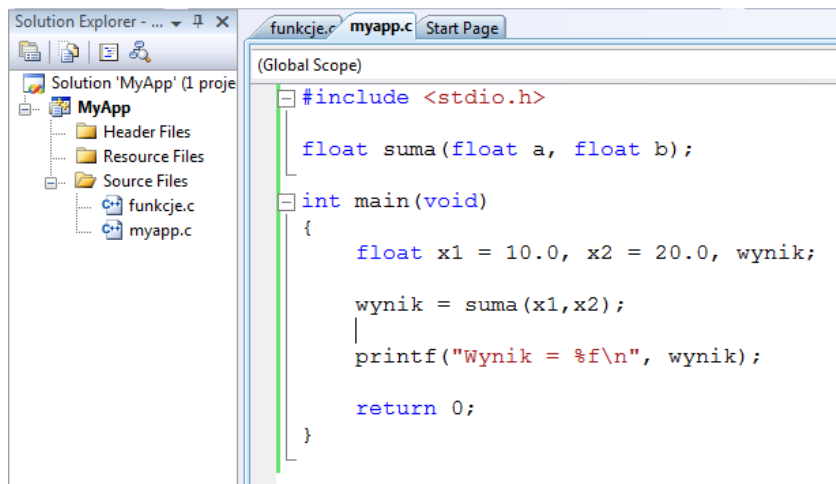 Solution Explorer - ...
Solution 'MyApp' (1 proje
MyApp
Header Files
Resource Files
Source Files
funkcje.c
myapp.c
funkcje.c myapp.c Start Page
(Global Scope)
#include <stdio.h>
float suma(float a, float b);
int main(void)
{
float x1 = 10.0, x2 = 20.0, wynik;
wynik = suma(x1,x2);
printf("Wynik = %f\n", wynik);
return 0;
}